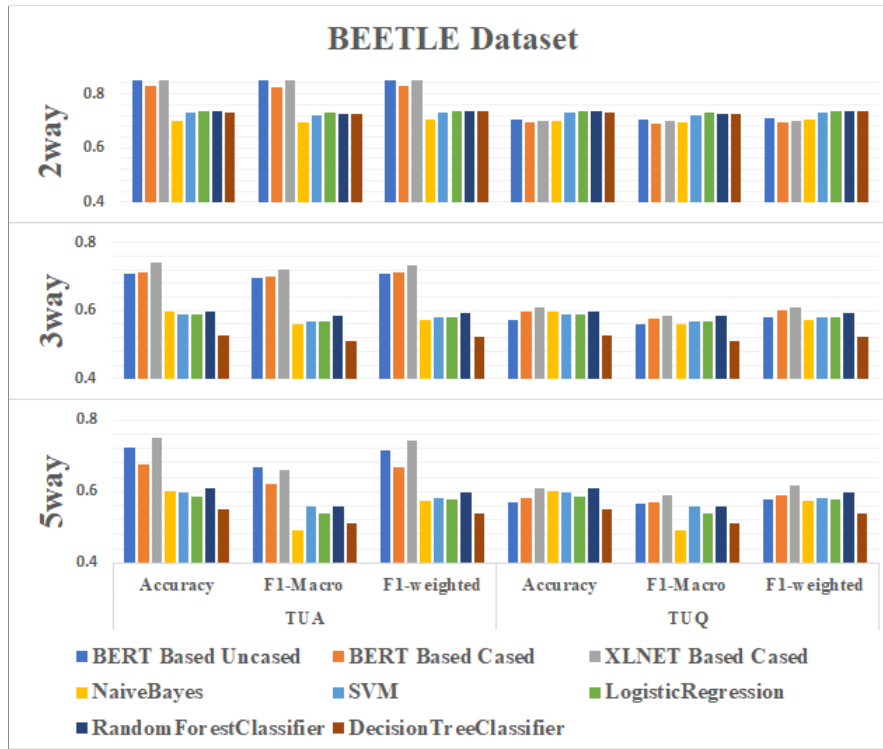 BEETLE Dataset
2way
0.8
0.6
0.4
3way
0.8
0.6
0.4
5way
0.8
0.6
0.4
Accuracy F1-Macro F1-weighted Accuracy F1-Macro F1-weighted
TUA TUQ
BERT Based Uncased BERT Based Cased XLNET Based Cased
NaiveBayes SVM LogisticRegression
RandomForestClassifier DecisionTreeClassifier